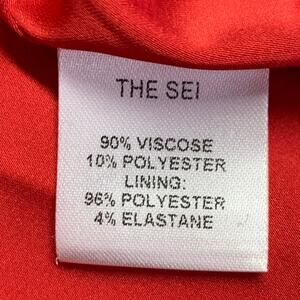 THE SEI
90% VISCOSE
10% POLYESTER
LINING:
96% POLYESTER
4% ELASTANE